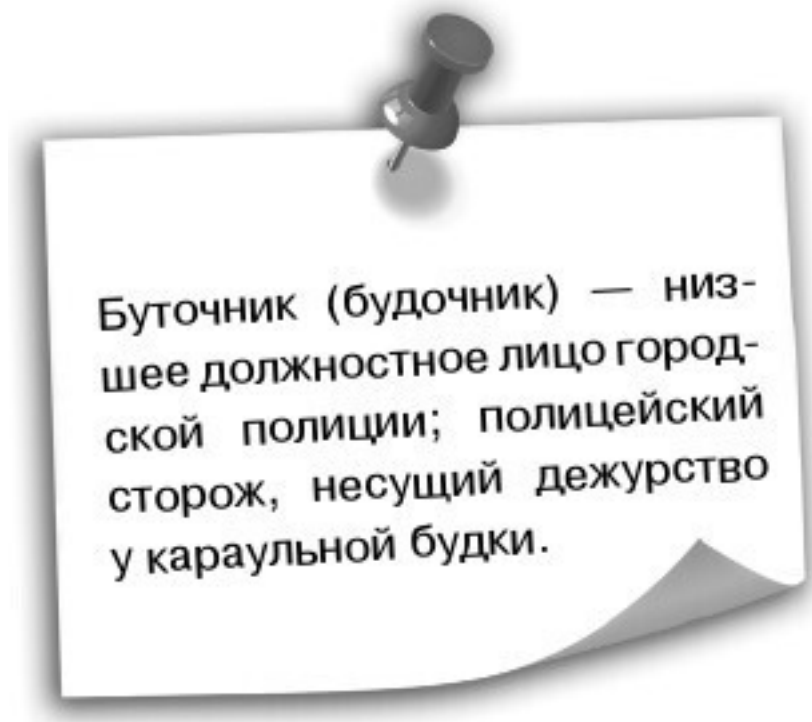 Буточник (будочник) — низ-
шее должностное лицо город-
ской полиции; полицейский
сторож, несущий дежурство
у караульной будки.